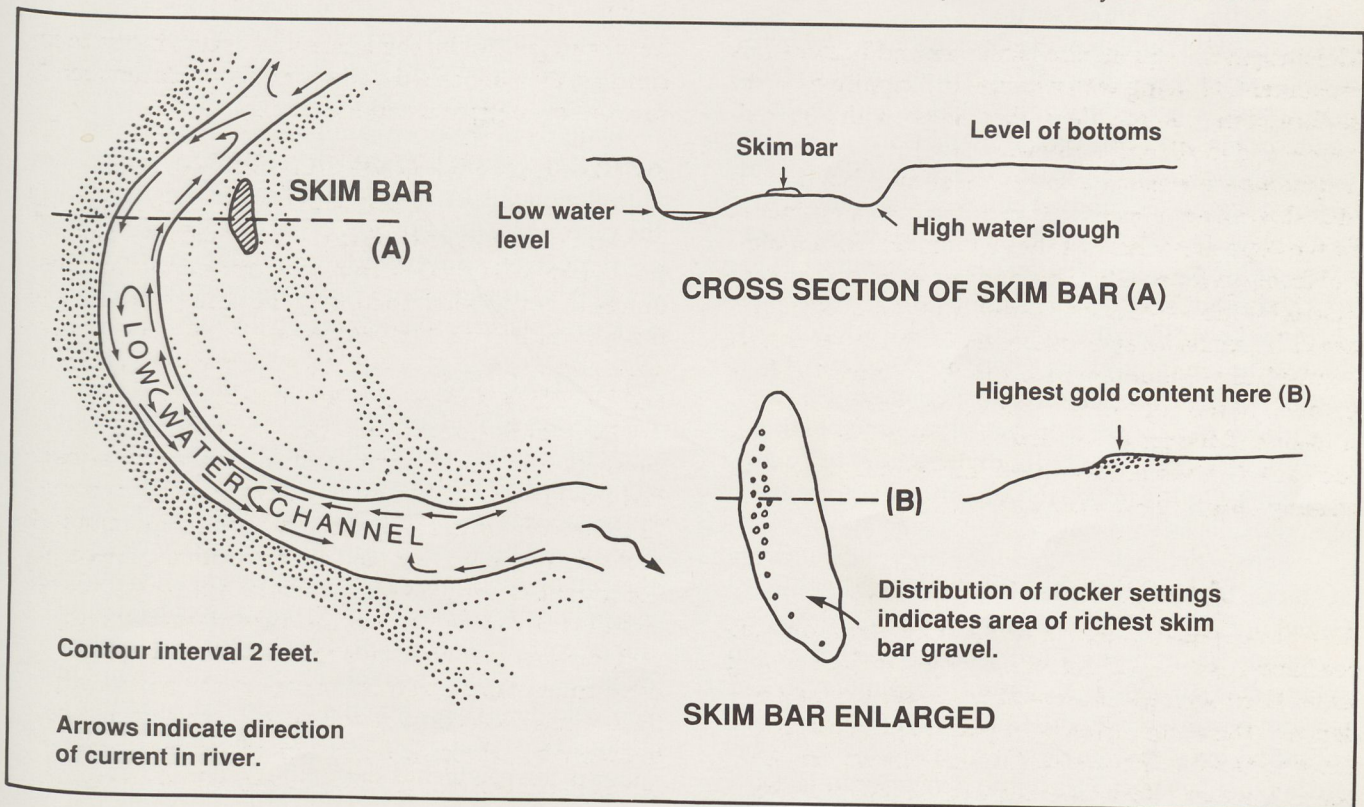 SKIM BAR
(A)
LOW WATER CHANNEL
Contour interval 2 feet.
Arrows indicate direction
of current in river.
Skim bar
Level of bottoms
Low water
level
High water slough
CROSS SECTION OF SKIM BAR (A)
Highest gold content here (B)
(B)
Distribution of rocker settings
indicates area of richest skim
bar gravel.
SKIM BAR ENLARGED